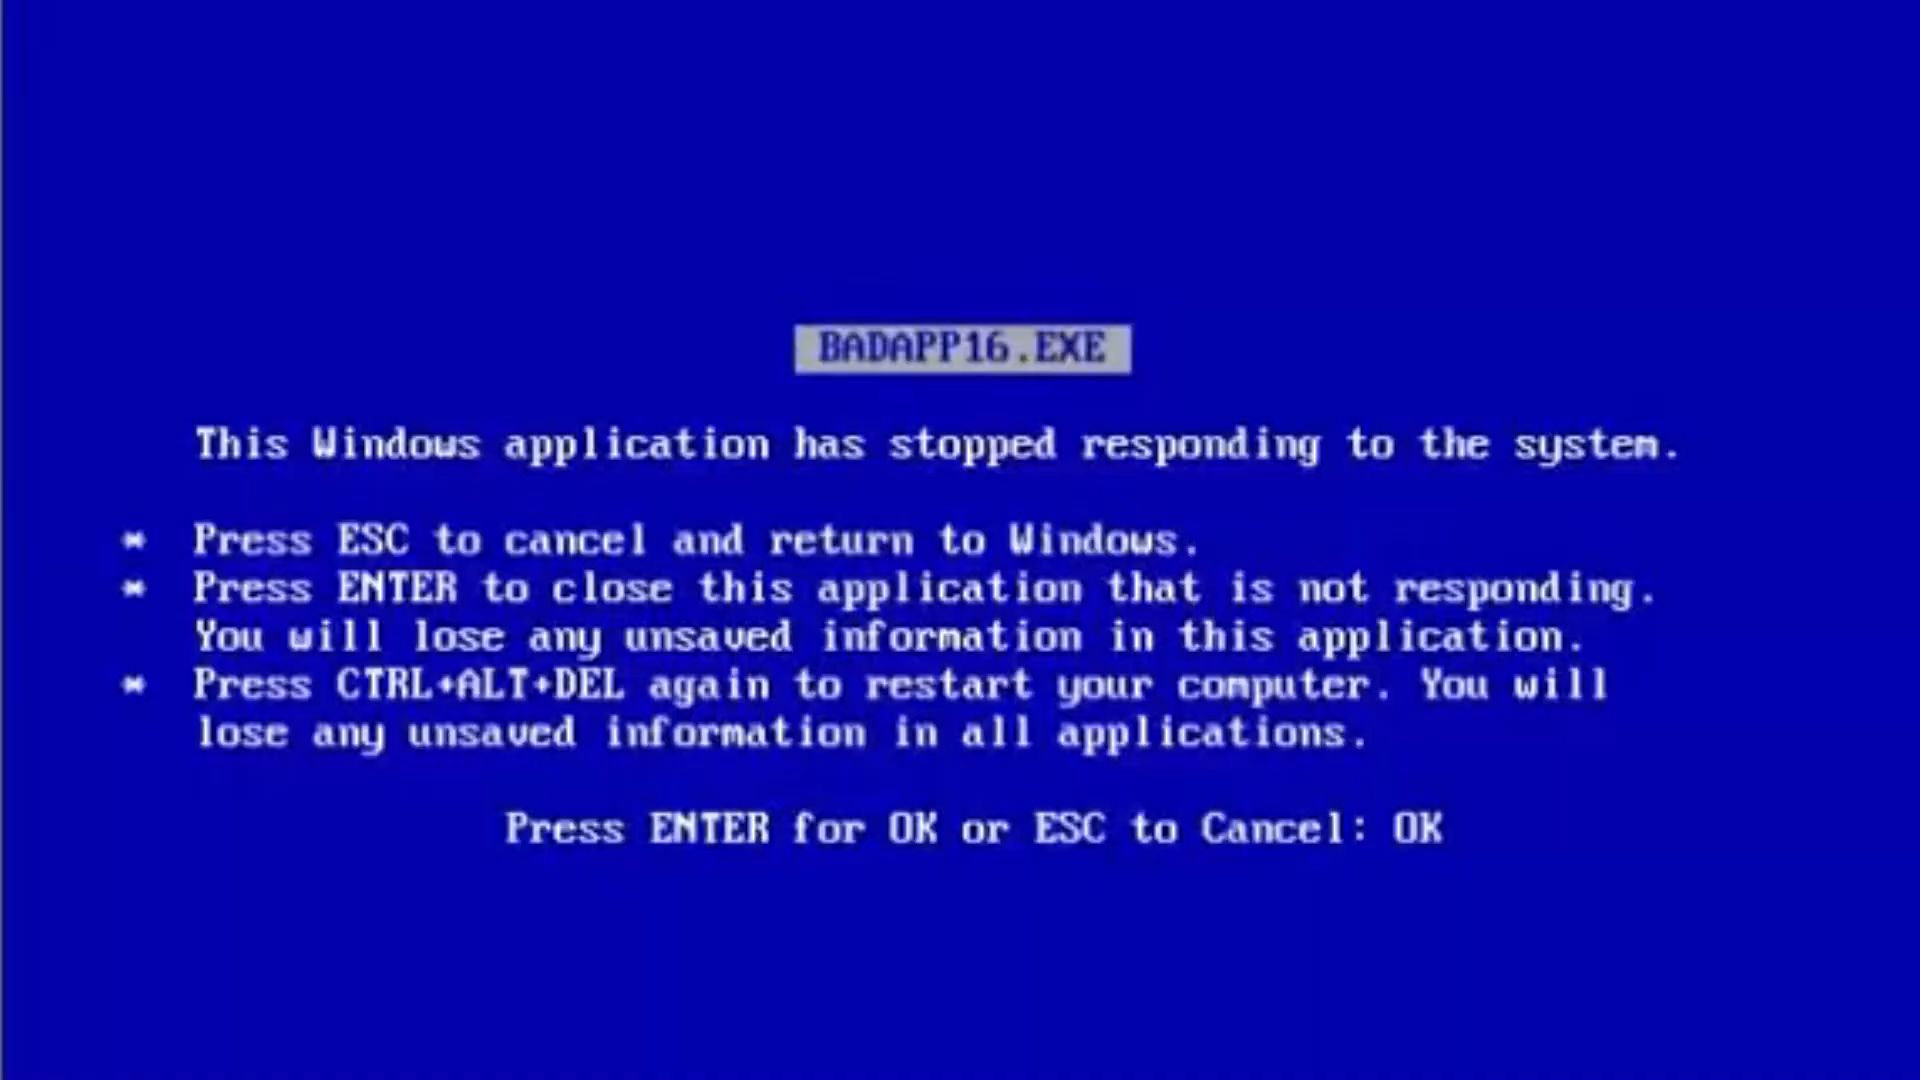 BADAPP16.EXE
This Windows application has stopped responding to the system.
* Press ESC to cancel and return to Windows.
* Press ENTER to close this application that is not responding.
You will lose any unsaved information in this application.
* Press CTRL+ALT+DEL again to restart your computer. You will
lose any unsaved information in all applications.
Press ENTER for OK or ESC to Cancel: OK